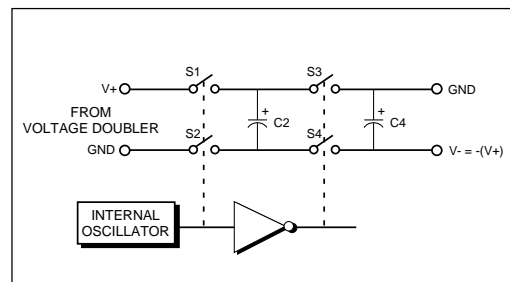 S1 S3
V+ GND
FROM
VOLTAGE DOUBLER
+ C2 + C4
S2 S4
GND V- = -(V+)
INTERNAL
OSCILLATOR